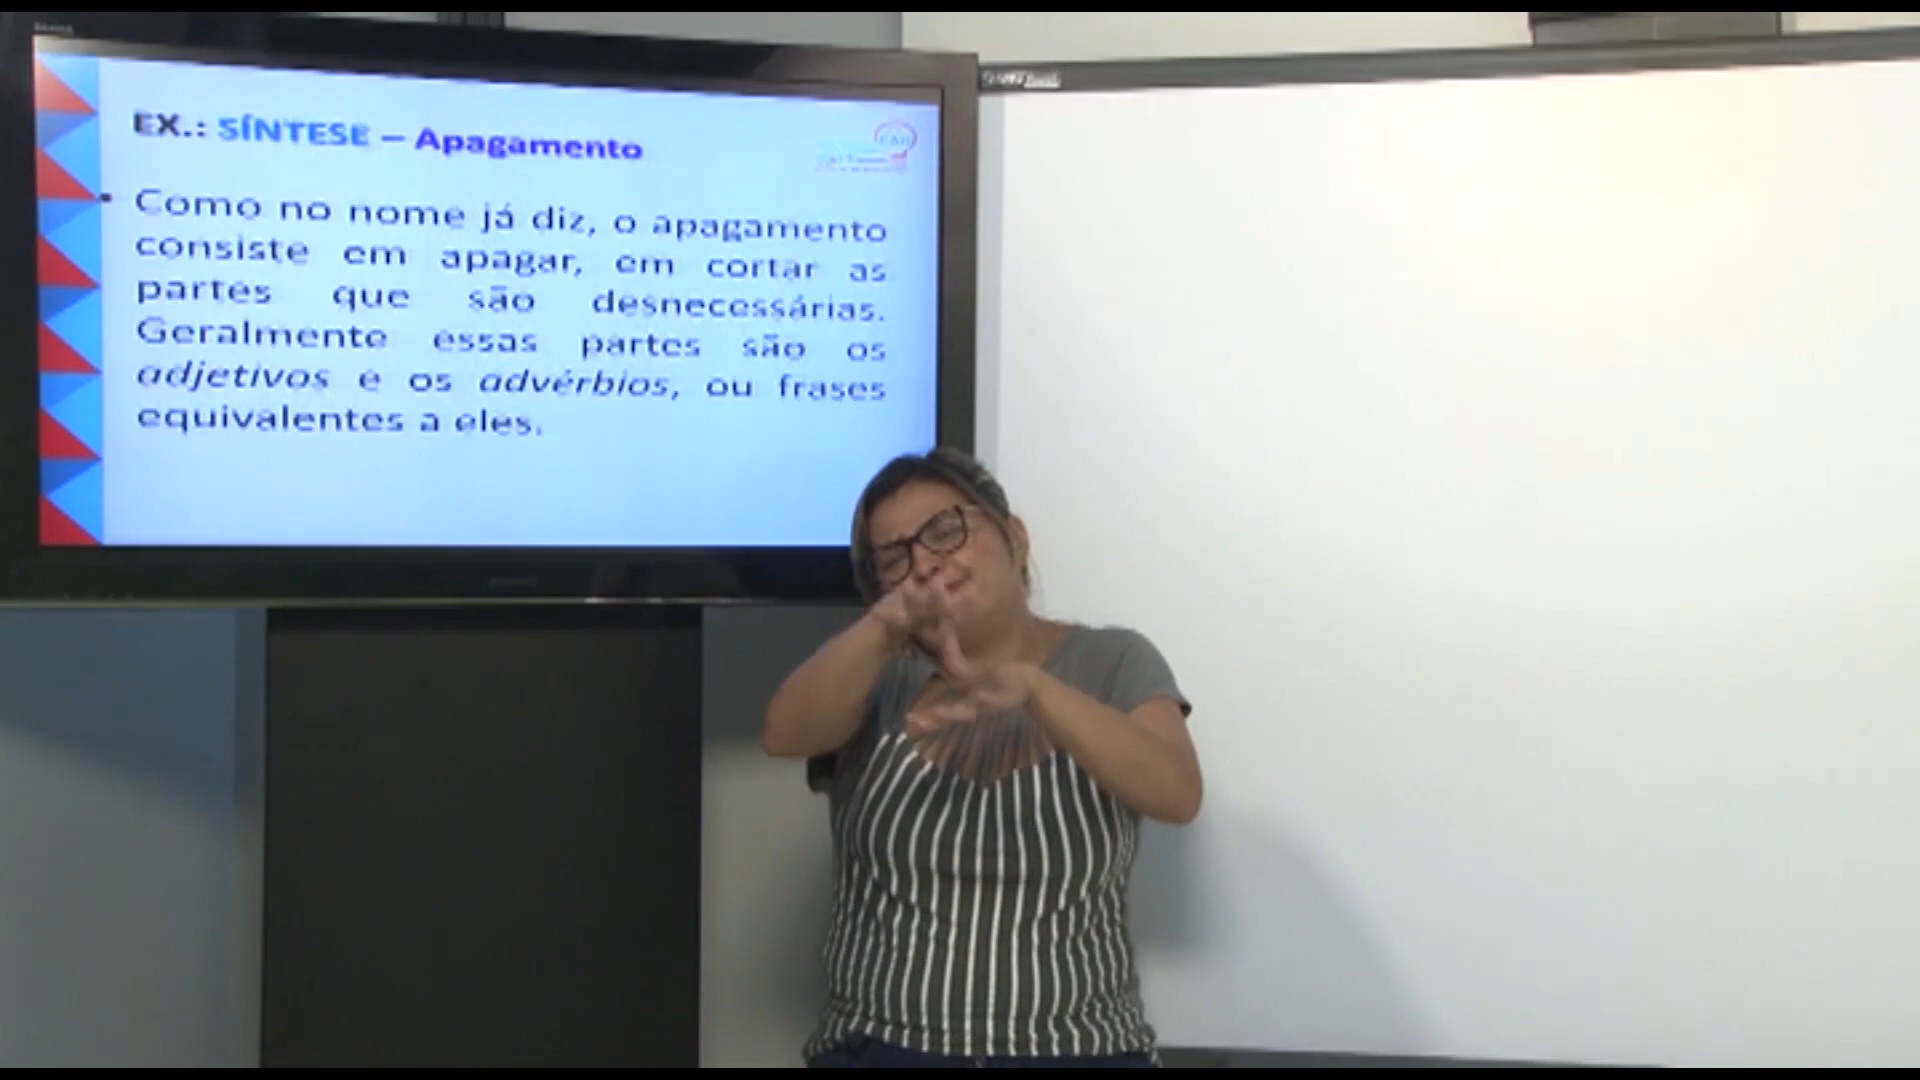 EX.: SÍNTESE – Apagamento
• Como no nome já diz, o apagamento
consiste em apagar, em cortar as
partes que são desnecessárias.
Geralmente essas partes são os
adjetivos e os advérbios, ou frases
equivalentes a eles.